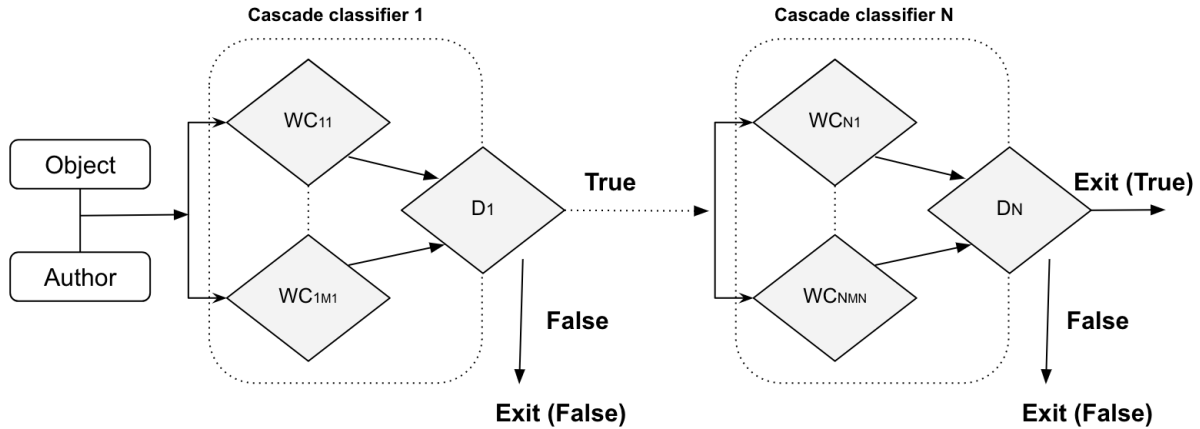 Cascade classifier 1
Cascade classifier N
Object
Author
WC11
WC1M1
D1
True
False
Exit (False)
WCN1
WCNMN
DN
Exit (True)
False
Exit (False)